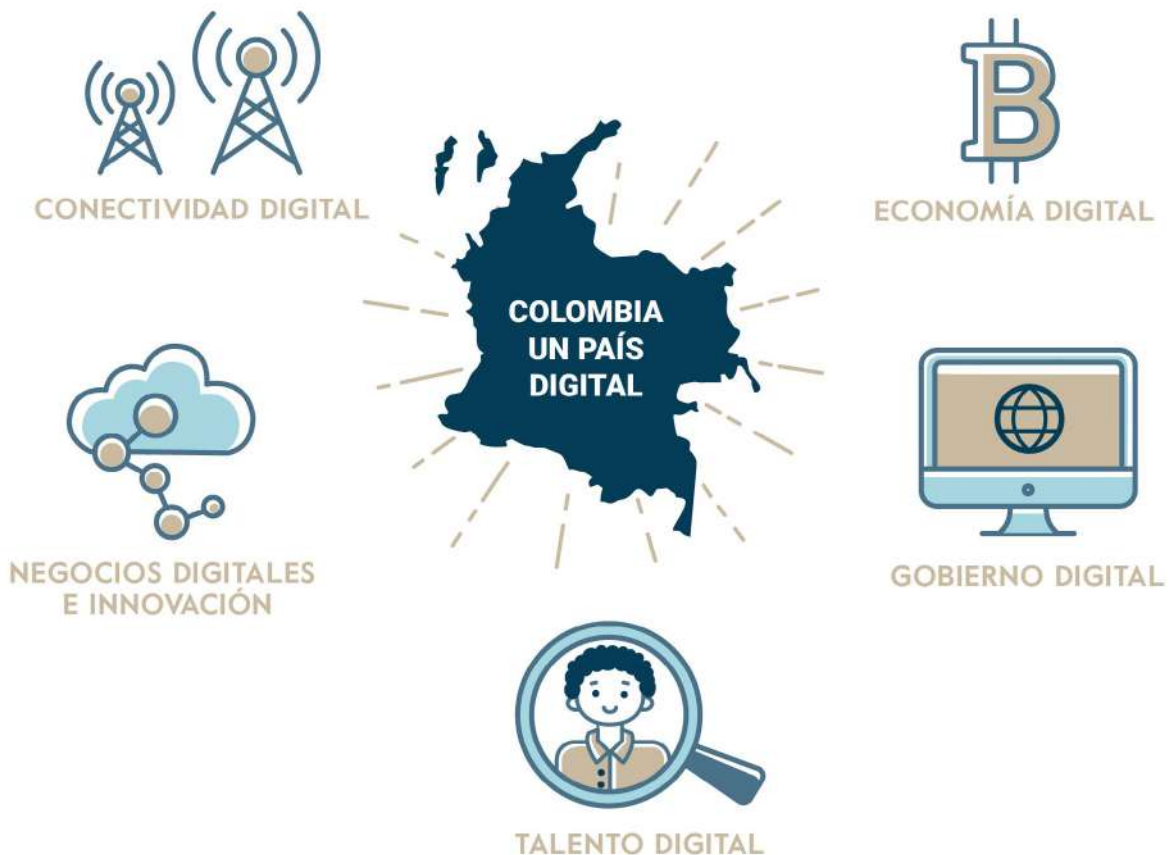 CONECTIVIDAD DIGITAL
ECONOMÍA DIGITAL
COLOMBIA
UN PAÍS
DIGITAL
NEGOCIOS DIGITALES
E INNOVACIÓN
GOBIERNO DIGITAL
TALENTO DIGITAL